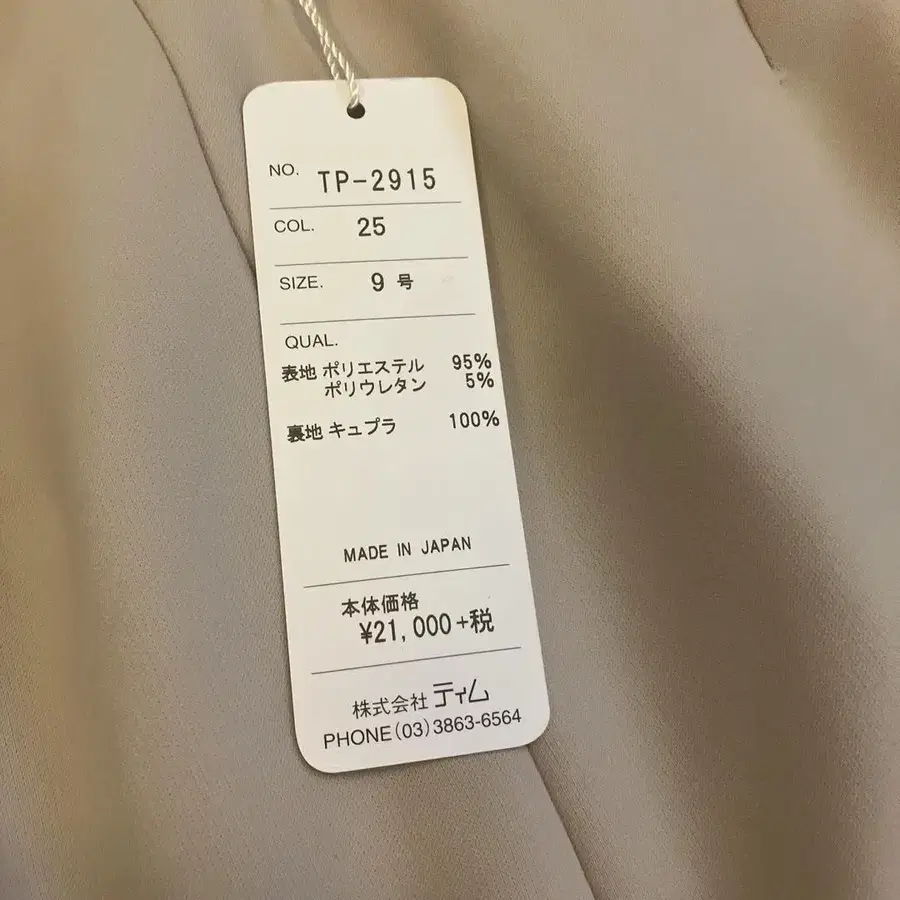 NO. TP-2915
COL. 25
SIZE. 9 号
QUAL.
表地 ポリエステル 95%
ポリウレタン 5%
裏地 キュプラ 100%
MADE IN JAPAN
本体価格
¥21,000+税
株式会社 ティム
PHONE(03)3863-6564